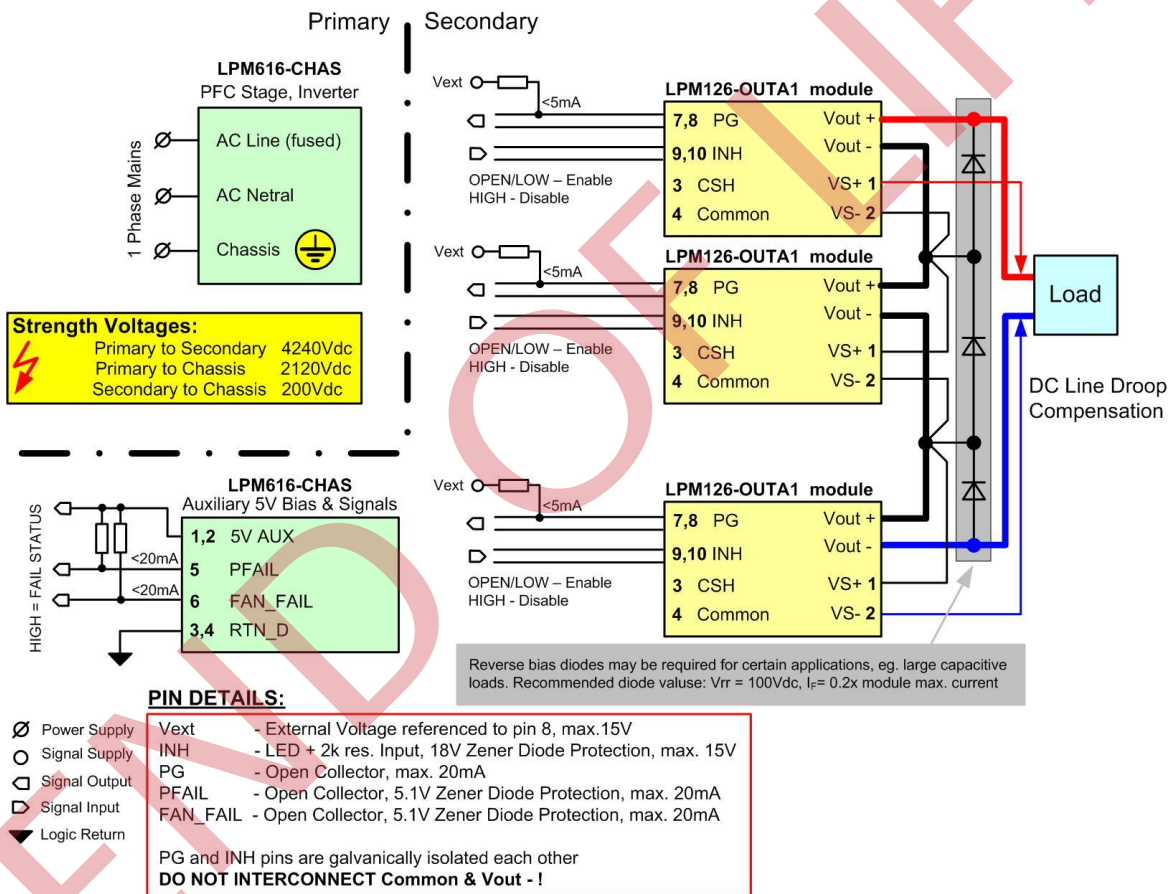 Primary
Secondary
LPM616-CHAS
PFC Stage, Inverter
1 Phase Mains
AC Line (fused)
AC Netral
Chassis
Strength Voltages:
Primary to Secondary 4240Vdc
Primary to Chassis 2120Vdc
Secondary to Chassis 200Vdc
LPM616-CHAS
Auxiliary 5V Bias & Signals
HIGH = FAIL STATUS
<20mA
<20mA
1,2 5V AUX
5 PFAIL
6 FAN_FAIL
3,4 RTN_D
Vext
<5mA
OPEN/LOW – Enable
HIGH - Disable
LPM126-OUTA1 module
7,8 PG Vout +
9,10 INH Vout -
3 CSH VS+ 1
4 Common VS- 2
Vext
<5mA
OPEN/LOW – Enable
HIGH - Disable
LPM126-OUTA1 module
7,8 PG Vout +
9,10 INH Vout -
3 CSH VS+ 1
4 Common VS- 2
Vext
<5mA
OPEN/LOW – Enable
HIGH - Disable
LPM126-OUTA1 module
7,8 PG Vout +
9,10 INH Vout -
3 CSH VS+ 1
4 Common VS- 2
Load
DC Line Droop
Compensation
Reverse bias diodes may be required for certain applications, eg. large capacitive
loads. Recommended diode valuse: Vrr = 100Vdc, IF= 0.2x module max. current
PIN DETAILS:
Power Supply
Signal Supply
Signal Output
Signal Input
Logic Return
Vext - External Voltage referenced to pin 8, max.15V
INH - LED + 2k res. Input, 18V Zener Diode Protection, max. 15V
PG - Open Collector, max. 20mA
PFAIL - Open Collector, 5.1V Zener Diode Protection, max. 20mA
FAN_FAIL - Open Collector, 5.1V Zener Diode Protection, max. 20mA
PG and INH pins are galvanically isolated each other
DO NOT INTERCONNECT Common & Vout - !
END OF LIF